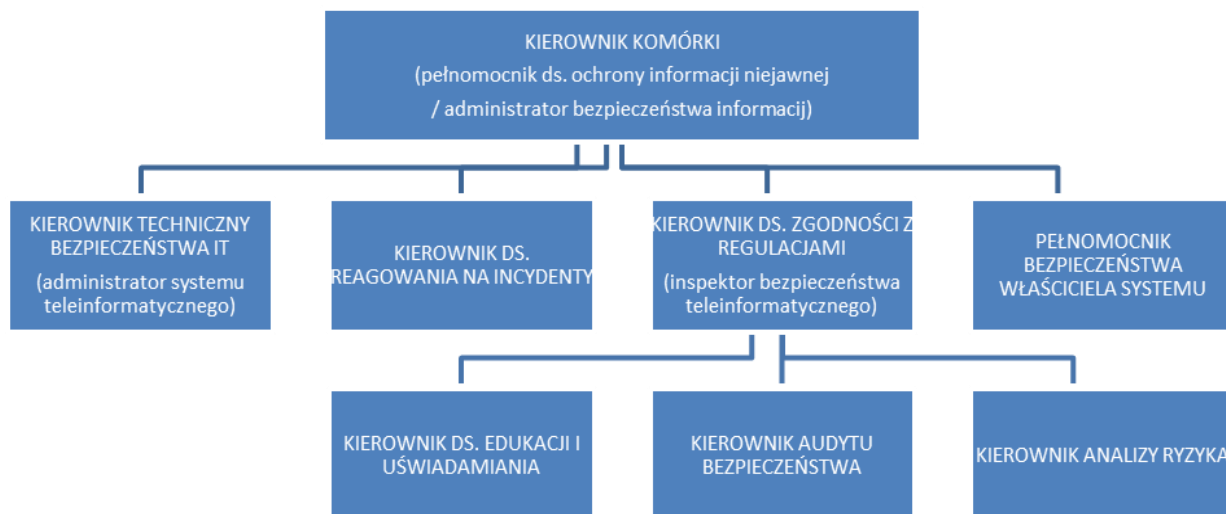 KIEROWNIK KOMÓRKI
(pełnomocnik ds. ochrony informacji niejawnej
/ administrator bezpieczeństwa informacij)
KIEROWNIK TECHNICZNY
BEZPIECZEŃSTWA IT
(administrator systemu
teleinformatycznego)
KIEROWNIK DS.
REAGOWANIA NA INCYDENTY
KIEROWNIK DS. ZGODNOŚCI Z
REGULACJAMI
(inspektor bezpieczeństwa
teleinformatycznego)
PEŁNOMOCNIK
BEZPIECZEŃSTWA
WŁAŚCICIELA SYSTEMU
KIEROWNIK DS. EDUKACJI I
UŚWIADAMIANIA
KIEROWNIK AUDYTU
BEZPIECZEŃSTWA
KIEROWNIK ANALIZY RYZYKA